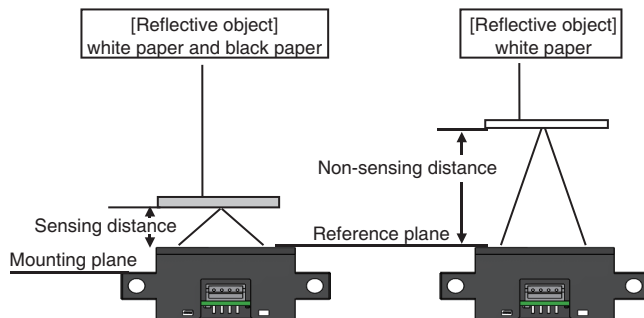 [Reflective object]
white paper and black paper
[Reflective object]
white paper
Non-sensing distance
Sensing distance
Reference plane
Mounting plane